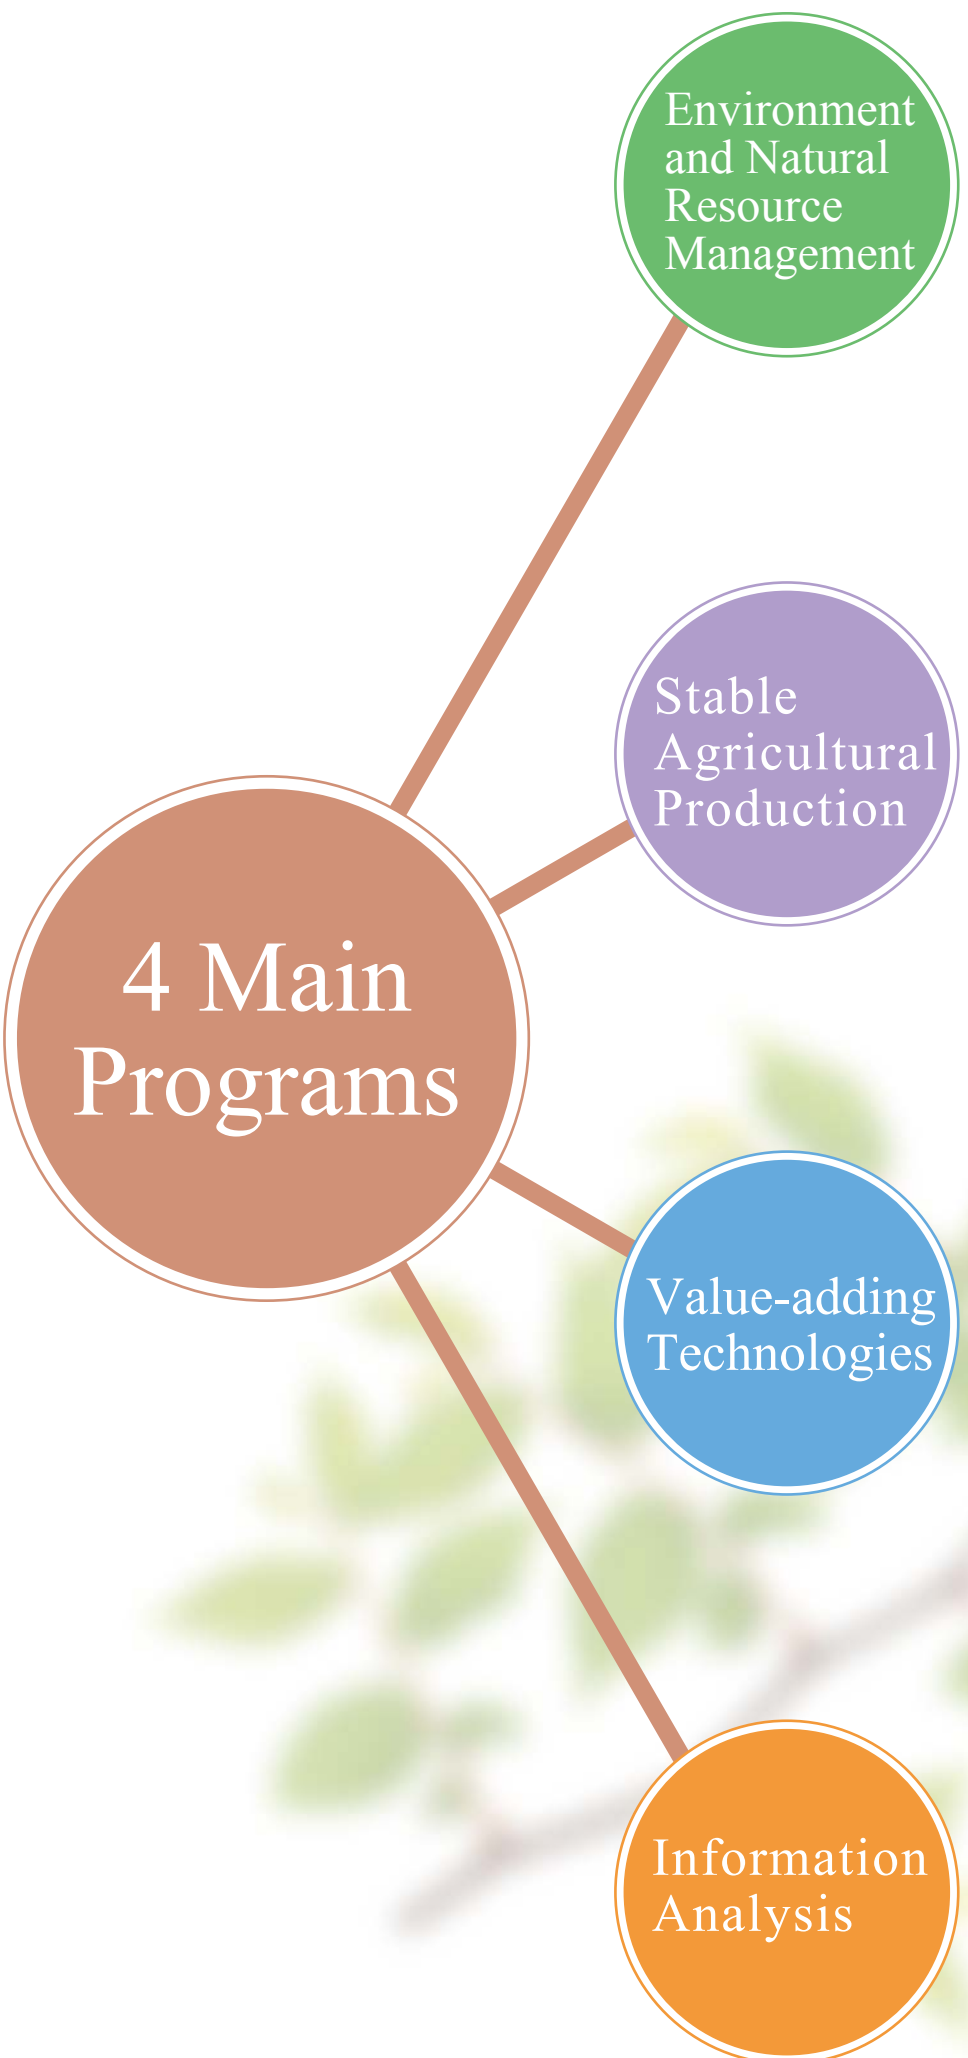 Environment
and Natural
Resource
Management
Stable
Agricultural
Production
4 Main
Programs
Value-adding
Technologies
Information
Analysis